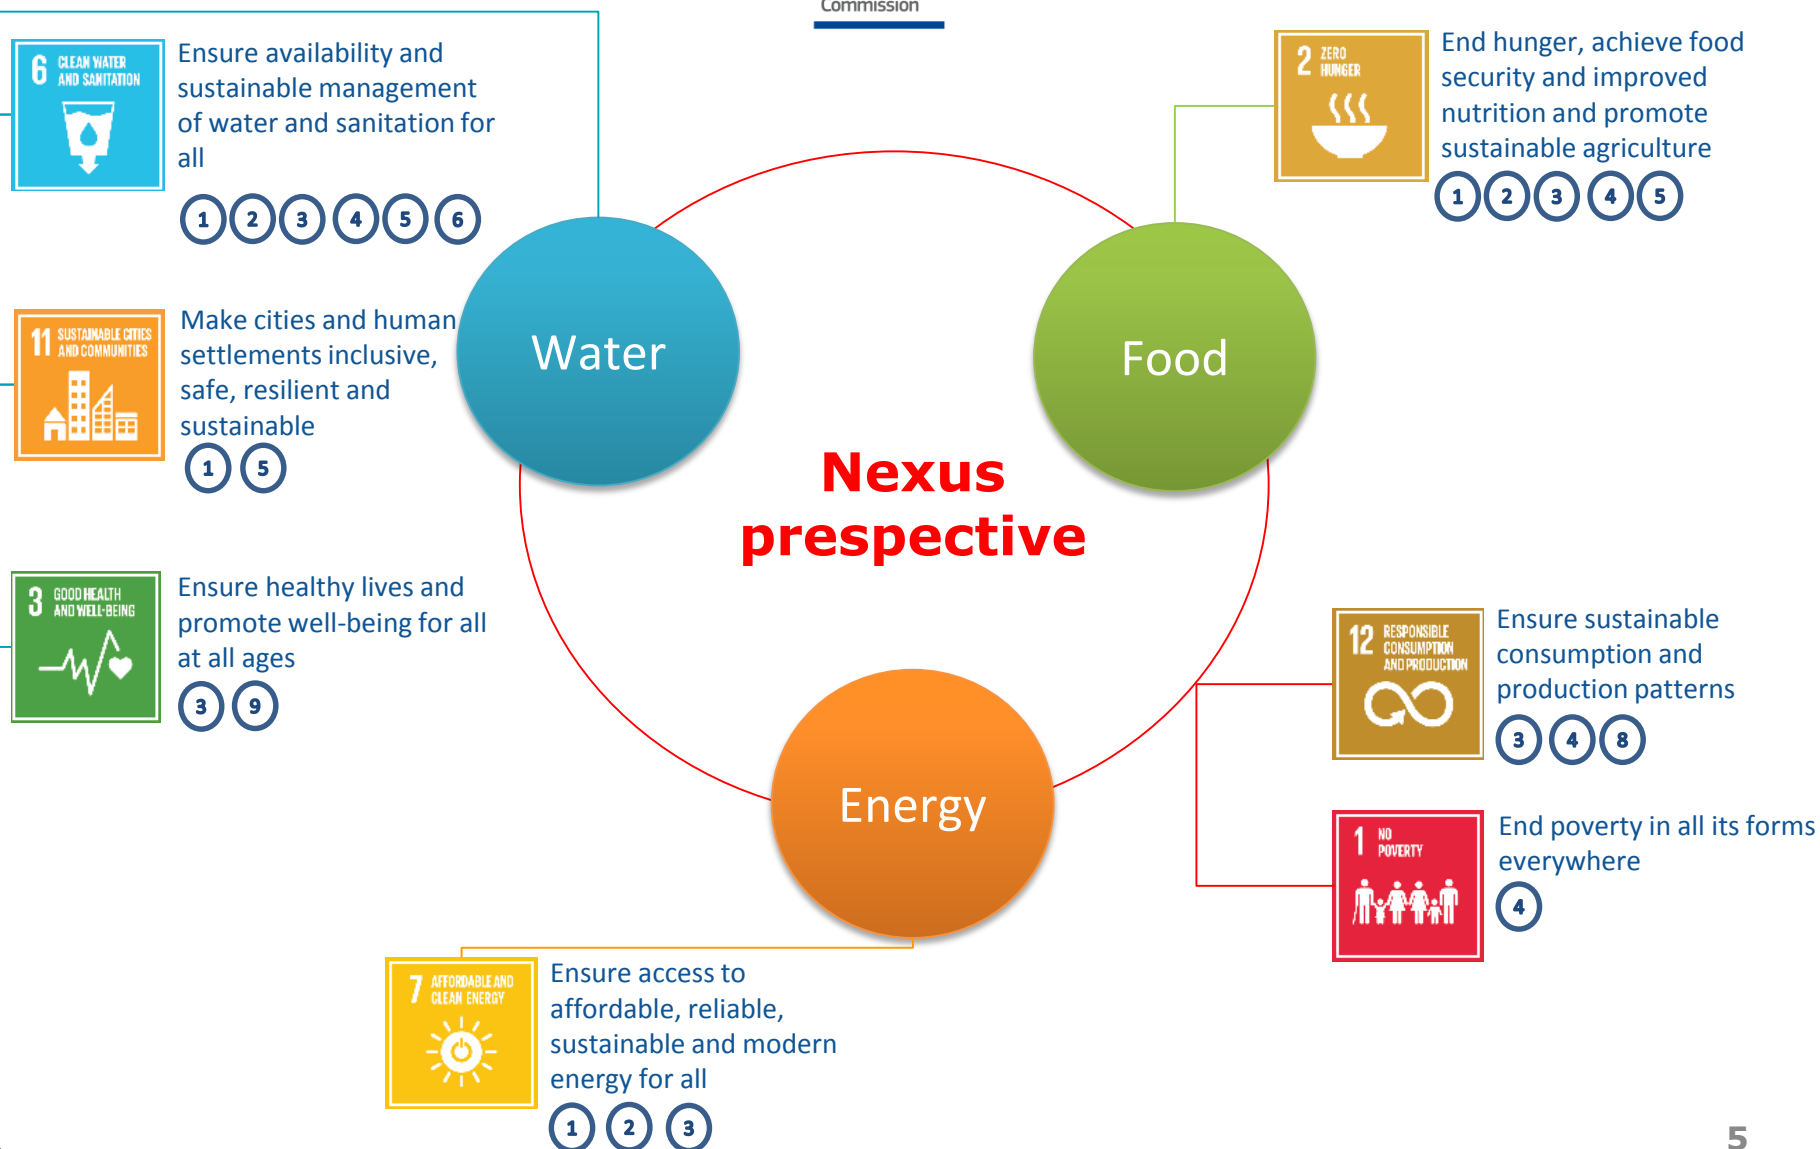 Commission
6 CLEAN WATER
AND SANITATION
Ensure availability and
sustainable management
of water and sanitation for
all
1 2 3 4 5 6
2 ZERO
HUNGER
End hunger, achieve food
security and improved
nutrition and promote
sustainable agriculture
1 2 3 4 5
11 SUSTAINABLE CITIES
AND COMMUNITIES
Make cities and human
settlements inclusive,
safe, resilient and
sustainable
1 5
Water
Food
Nexus
prespective
3 GOOD HEALTH
AND WELL-BEING
Ensure healthy lives and
promote well-being for all
at all ages
3 9
12 RESPONSIBLE
CONSUMPTION
AND PRODUCTION
Ensure sustainable
consumption and
production patterns
3 4 8
Energy
1 NO
POVERTY
End poverty in all its forms
everywhere
4
7 AFFORDABLE AND
CLEAN ENERGY
Ensure access to
affordable, reliable,
sustainable and modern
energy for all
1 2 3
5